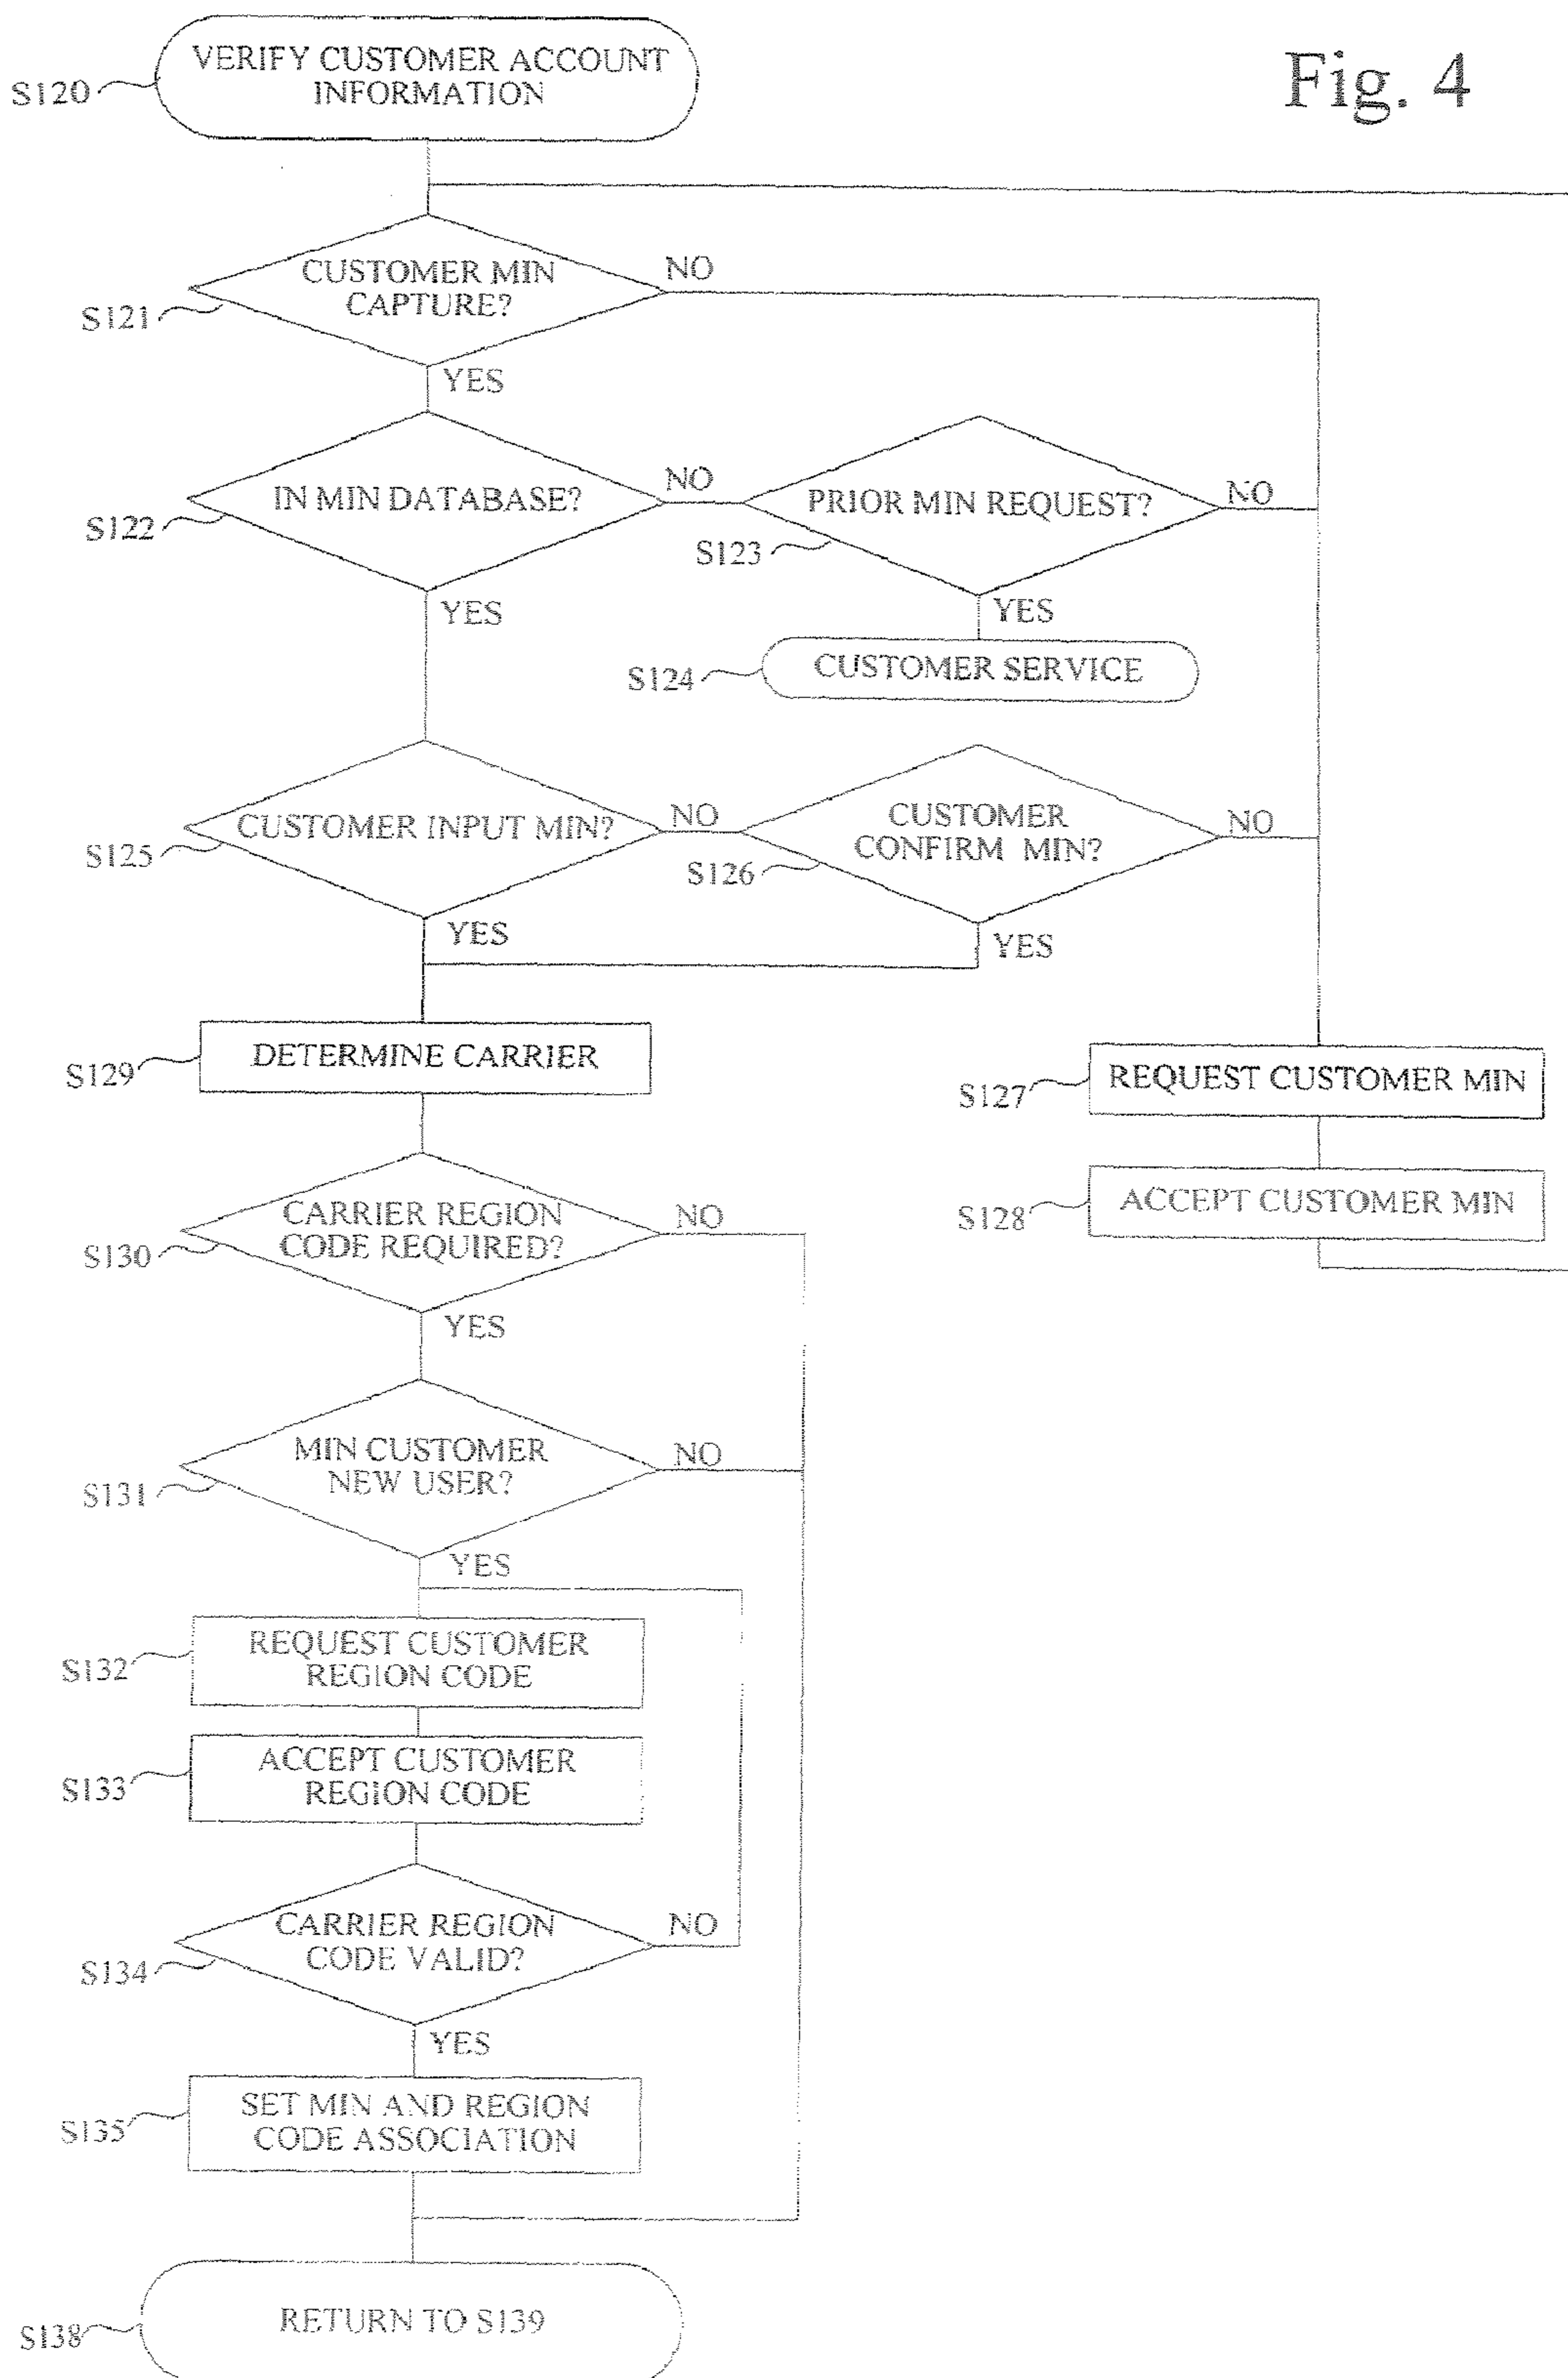 Fig. 4
VERIFY CUSTOMER ACCOUNT
INFORMATION
S120
CUSTOMER MIN
CAPTURE?
NO
S121
YES
IN MIN DATABASE?
NO
S122
PRIOR MIN REQUEST?
NO
S123
YES
YES
CUSTOMER SERVICE
S124
CUSTOMER INPUT MIN?
NO
S125
CUSTOMER
CONFIRM MIN?
NO
S126
YES
YES
DETERMINE CARRIER
S129
REQUEST CUSTOMER MIN
S127
ACCEPT CUSTOMER MIN
S128
CARRIER REGION
CODE REQUIRED?
NO
S130
YES
MIN CUSTOMER
NEW USER?
NO
S131
YES
REQUEST CUSTOMER
REGION CODE
S132
ACCEPT CUSTOMER
REGION CODE
S133
CARRIER REGION
CODE VALID?
NO
S134
YES
SET MIN AND REGION
CODE ASSOCIATION
S135
RETURN TO S139
S138